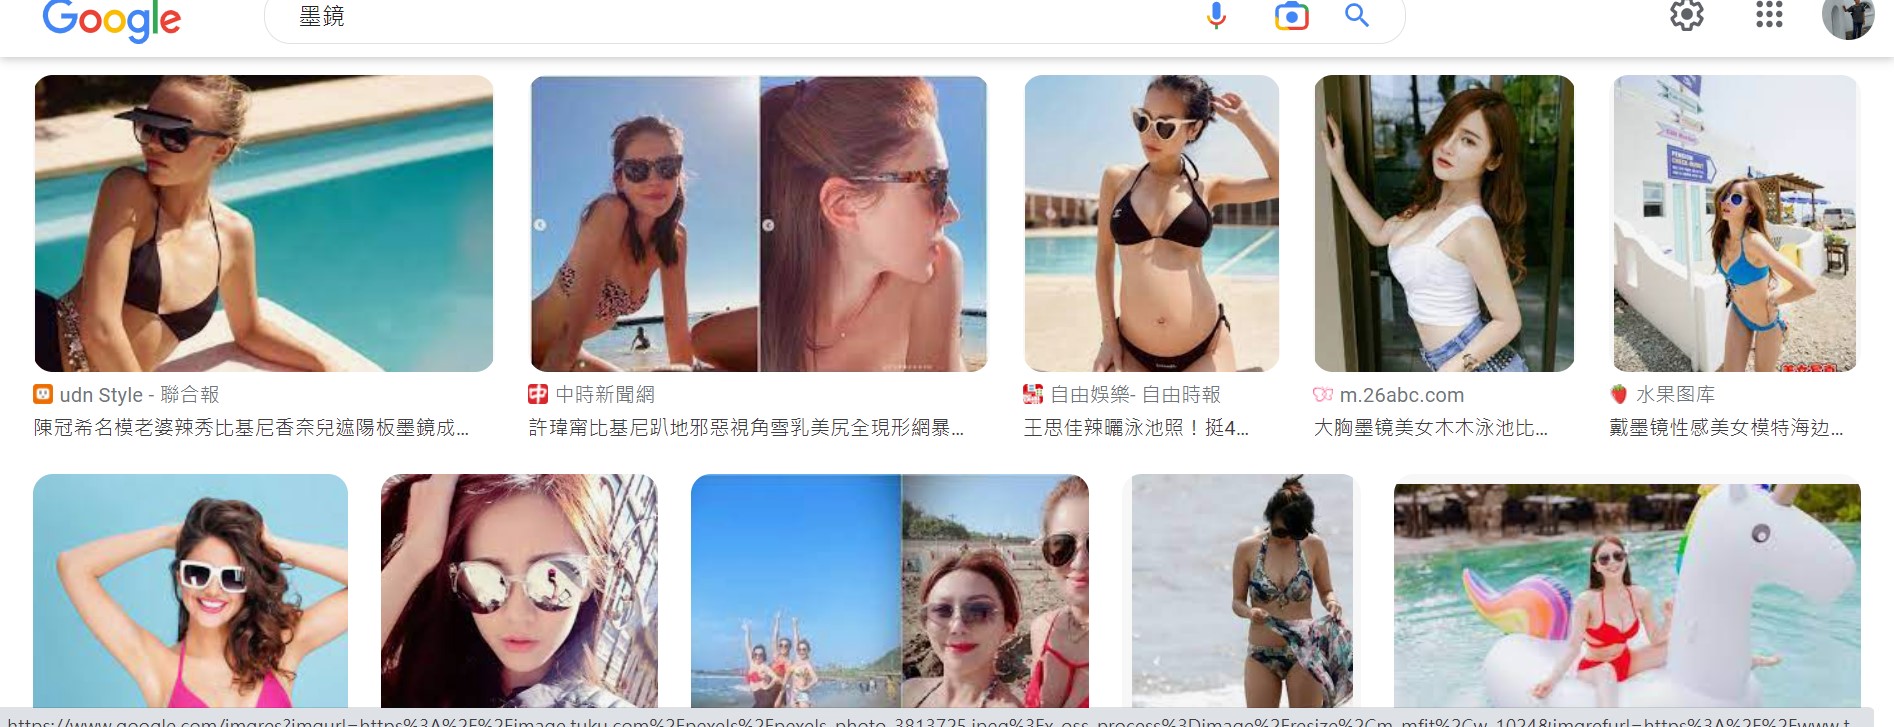 Google
墨鏡
udn Style - 聯合報
陳冠希名模老婆辣秀比基尼香奈兒遮陽板墨鏡成...
中時新聞網
許瑋甯比基尼趴地邪惡視角雪乳美尻全現形網暴...
自由娛樂- 自由時報
王思佳辣曬泳池照！挺4...
m.26abc.com
大胸墨镜美女木木泳池比...
水果图库
戴墨镜性感美女模特海边...
https://www.google.com/imgres?imgurl=https%3A%2F%2Fimage.tuku.com%2Fpexels%2Fpexels-photo-3813725.jpeg%3Fx-oss-process%3Dimage%2Fresize%2Cm_mfit%2Cw_1024&imgrefurl=https%3A%2F%2Fwww.t...